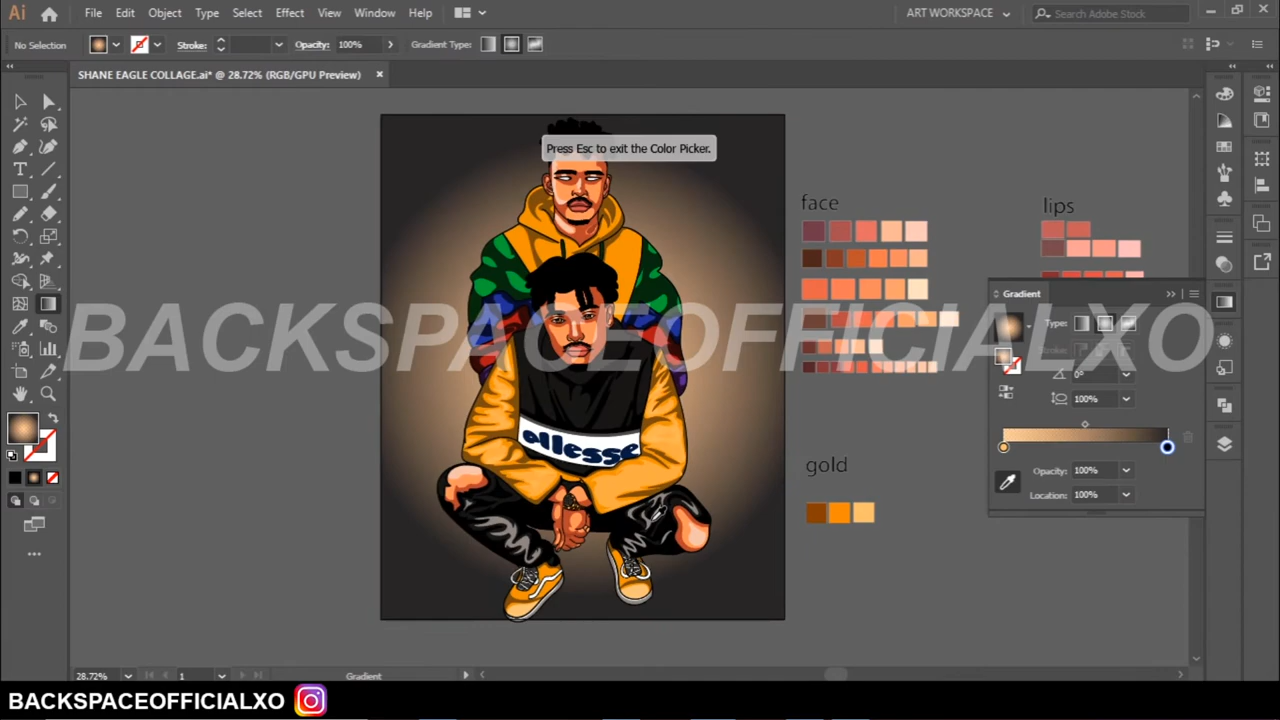 Ai File Edit Object Type Select Effect View Window Help ART WORKSPACE Search Adobe Stock
No Selection Stroke: Opacity: 100% Gradient Type:
SHANE EAGLE COLLAGE.ai* @ 28.72% (RGB/GPU Preview) ×
Press Esc to exit the Color Picker.
face lips
Gradient
Type:
BACKSPACEOFFICIALXO
Stroke:
0°
100%
ellesse
gold
Opacity: 100%
Location: 100%
28.72% 1 Gradient
BACKSPACEOFFICIALXO